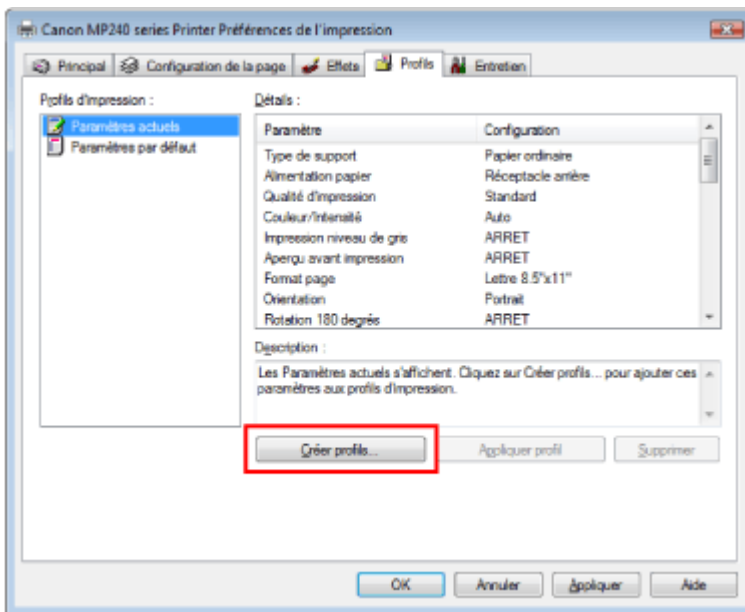 Canon MP240 series Printer Préférences de l'impression
Principal Configuration de la page Effets Profils Entretien
Profils d'impression : Détails :
Paramètres actuels
Paramètres par défaut
Paramètre Configuration
Type de support Papier ordinaire
Alimentation papier Réceptacle arrière
Qualité d'impression Standard
Couleur/Intensité Auto
Impression niveau de gris ARRET
Aperçu avant impression ARRET
Format page Lettre 8.5"x11"
Orientation Portrait
Rotation 180 degrés ARRET
Description :
Les Paramètres actuels s'affichent. Cliquez sur Créer profils... pour ajouter ces
paramètres aux profils d'impression.
Créer profils... Appliquer profil Supprimer
OK Annuler Appliquer Aide